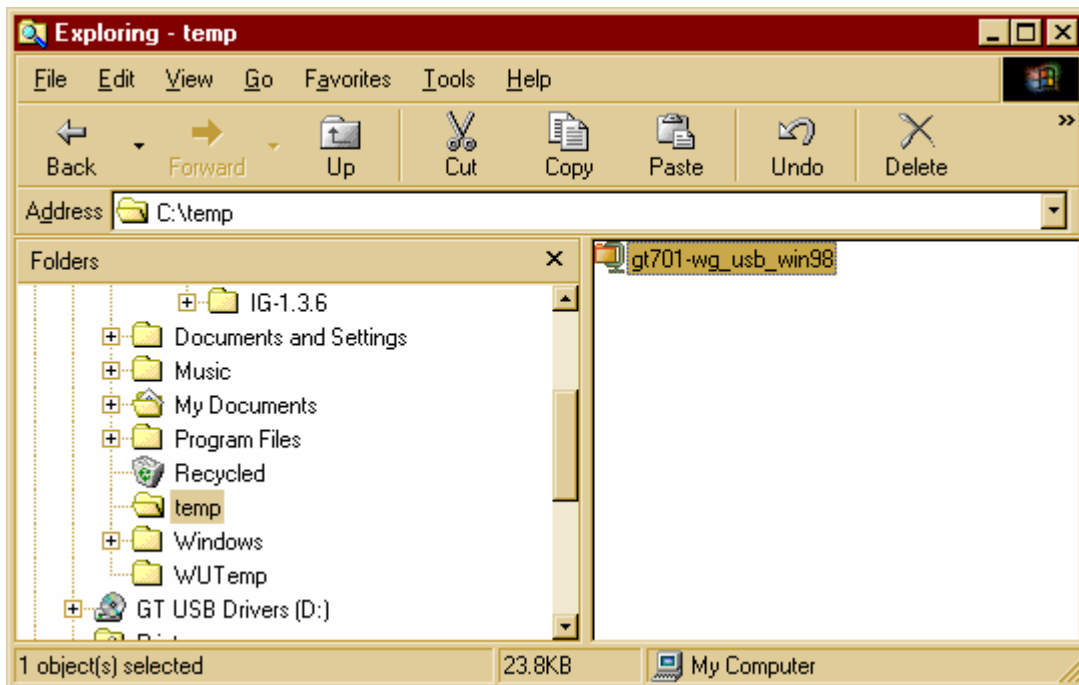 Exploring - temp
File Edit View Go Favorites Tools Help
Back Forward Up Cut Copy Paste Undo Delete
Address C:\temp
Folders
gt701-wg_usb_win98
IG-1.3.6
Documents and Settings
Music
My Documents
Program Files
Recycled
temp
Windows
WUTemp
GT USB Drivers (D:)
1 object(s) selected 23.8KB My Computer